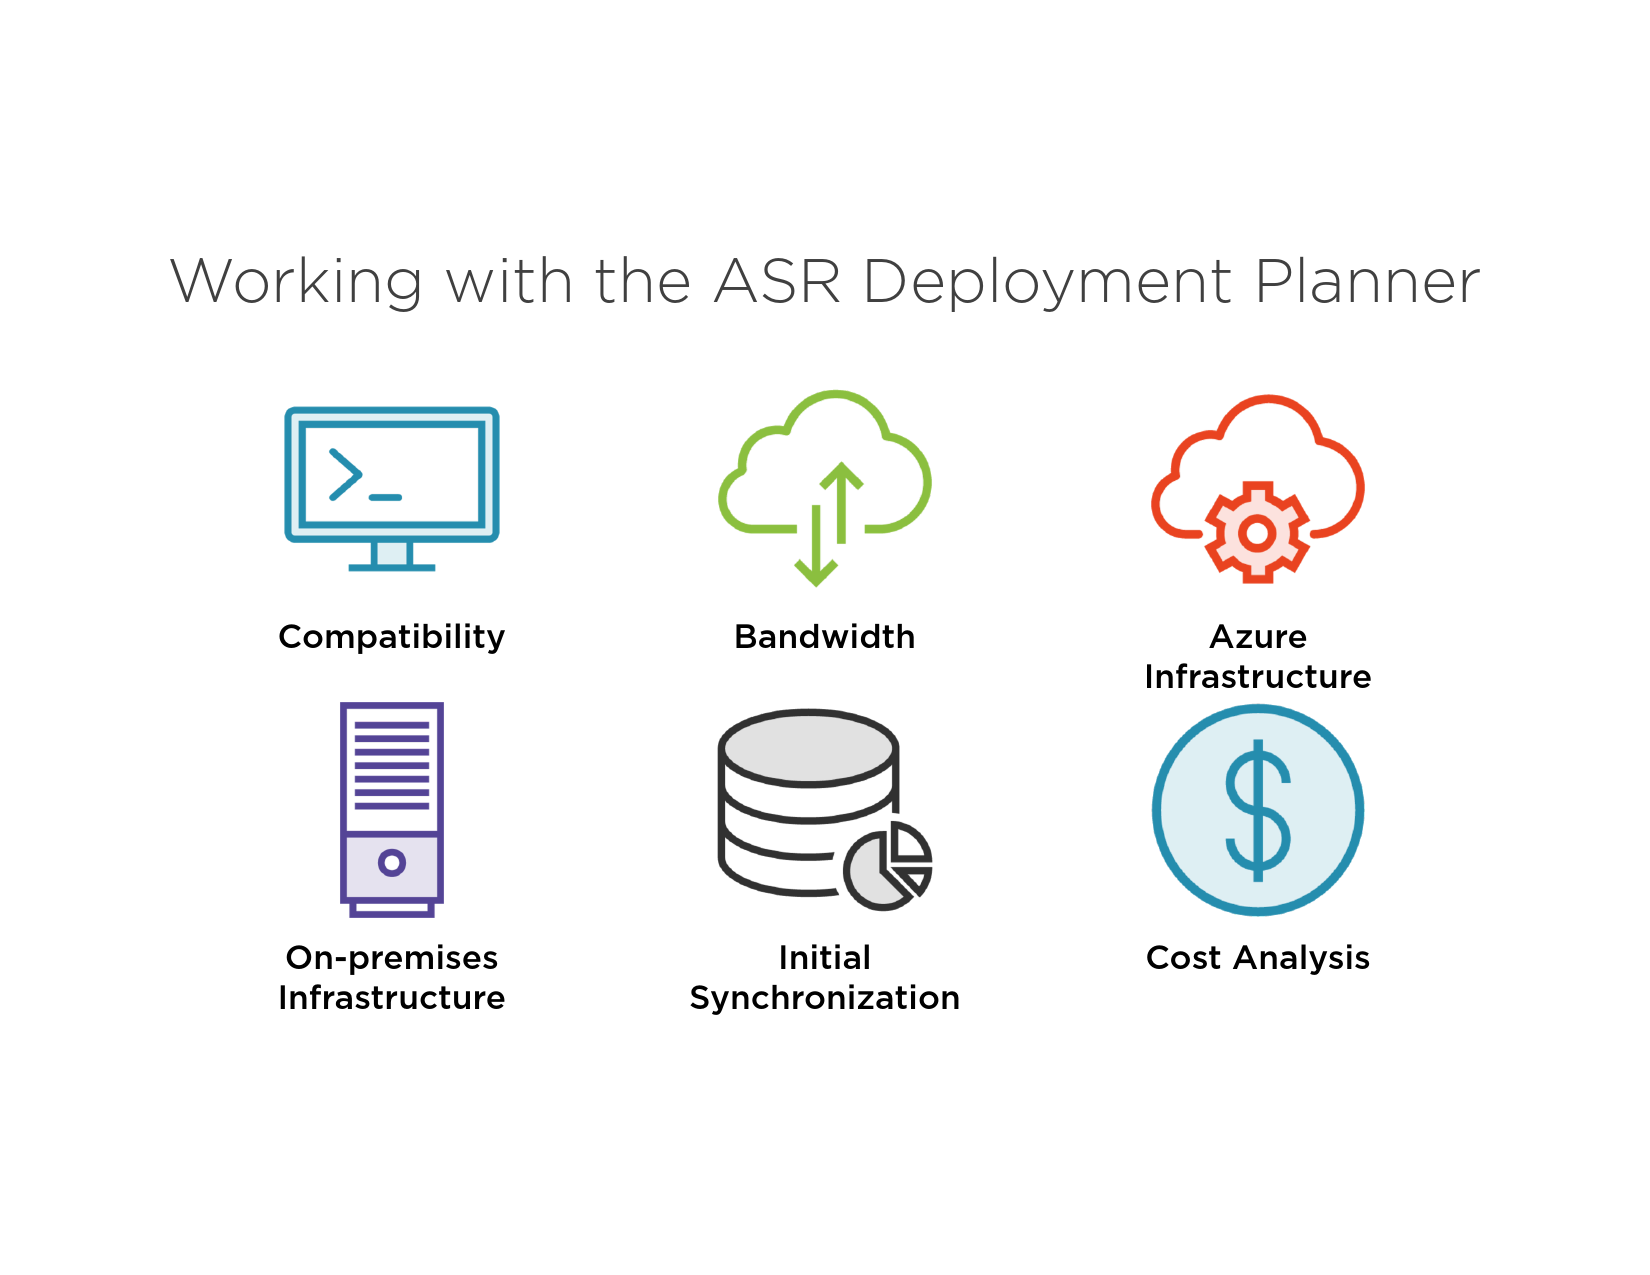 Working with the ASR Deployment Planner
Compatibility
Bandwidth
Azure
Infrastructure
On-premises
Infrastructure
Initial
Synchronization
Cost Analysis